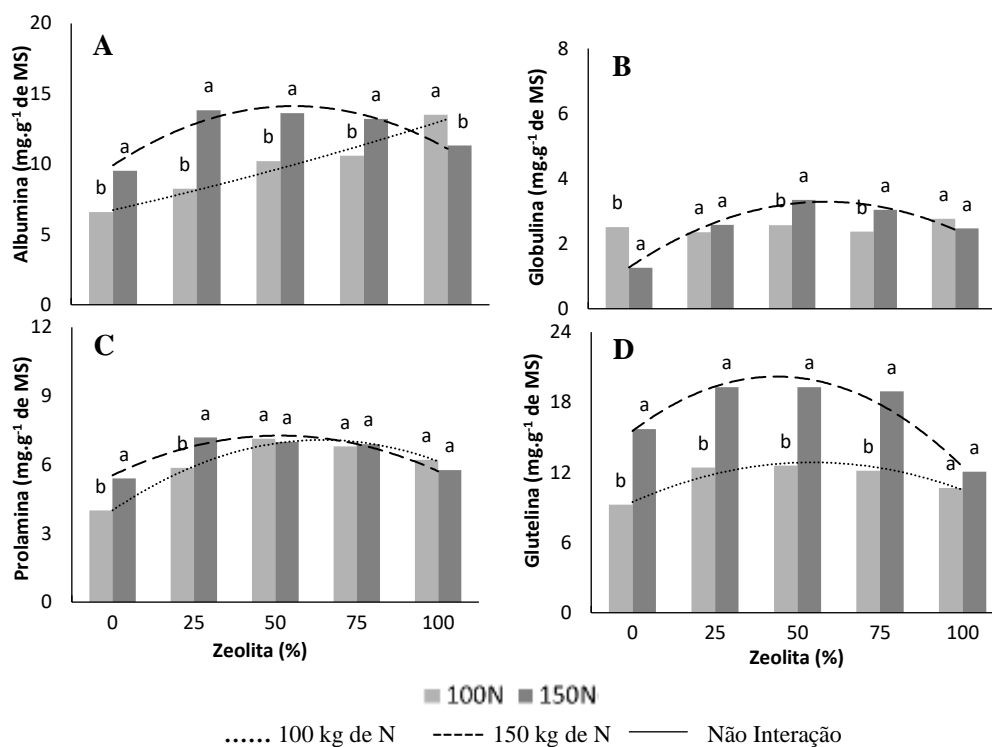 A
Albumina (mg.g⁻¹ de MS)
20
15
10
5
0
b a
b a
b a
b a
a b
B
Globulina (mg.g⁻¹ de MS)
8
6
4
2
0
b a
a a
b a
b a
a a
C
Prolamina (mg.g⁻¹ de MS)
12
9
6
3
0
b a
b a
a a
a a
a a
0 25 50 75 100
Zeolita (%)
D
Glutelina (mg.g⁻¹ de MS)
24
18
12
6
0
b a
b a
b a
b a
a a
0 25 50 75 100
Zeolita (%)
100N 150N
100 kg de N 150 kg de N Não Interação